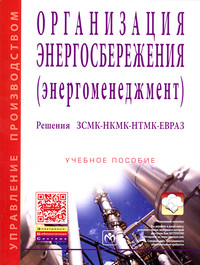 УПРАВЛЕНИЕ ПРОИЗВОДСТВОМ
ОРГАНИЗАЦИЯ
ЭНЕРГОСБЕРЕЖЕНИЯ
(энергоменеджмент)
Решения ЗСМК-НКМК-НТМК-ЕВРАЗ
УЧЕБНОЕ ПОСОБИЕ